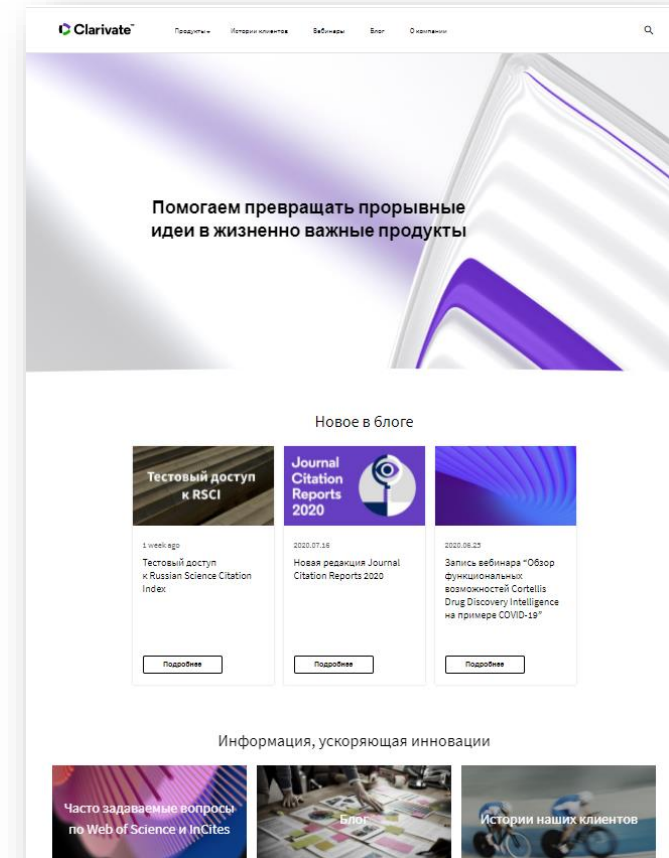 Clarivate™
Продукты
Истории клиентов
Вебинары
Блог
О компании
Помогаем превращать прорывные
идеи в жизненно важные продукты
Новое в блоге
Тестовый доступ
к RSCI
Journal
Citation
Reports
2020
1 week ago
2020.07.16
2020.06.25
Тестовый доступ
к Russian Science Citation
Index
Новая редакция Journal
Citation Reports 2020
Запись вебинара “Обзор
функциональных
возможностей Cortellis
Drug Discovery Intelligence
на примере COVID-19”
Подробнее
Подробнее
Подробнее
Информация, ускоряющая инновации
Часто задаваемые вопросы
по Web of Science и InCites
Блог
Истории наших клиентов